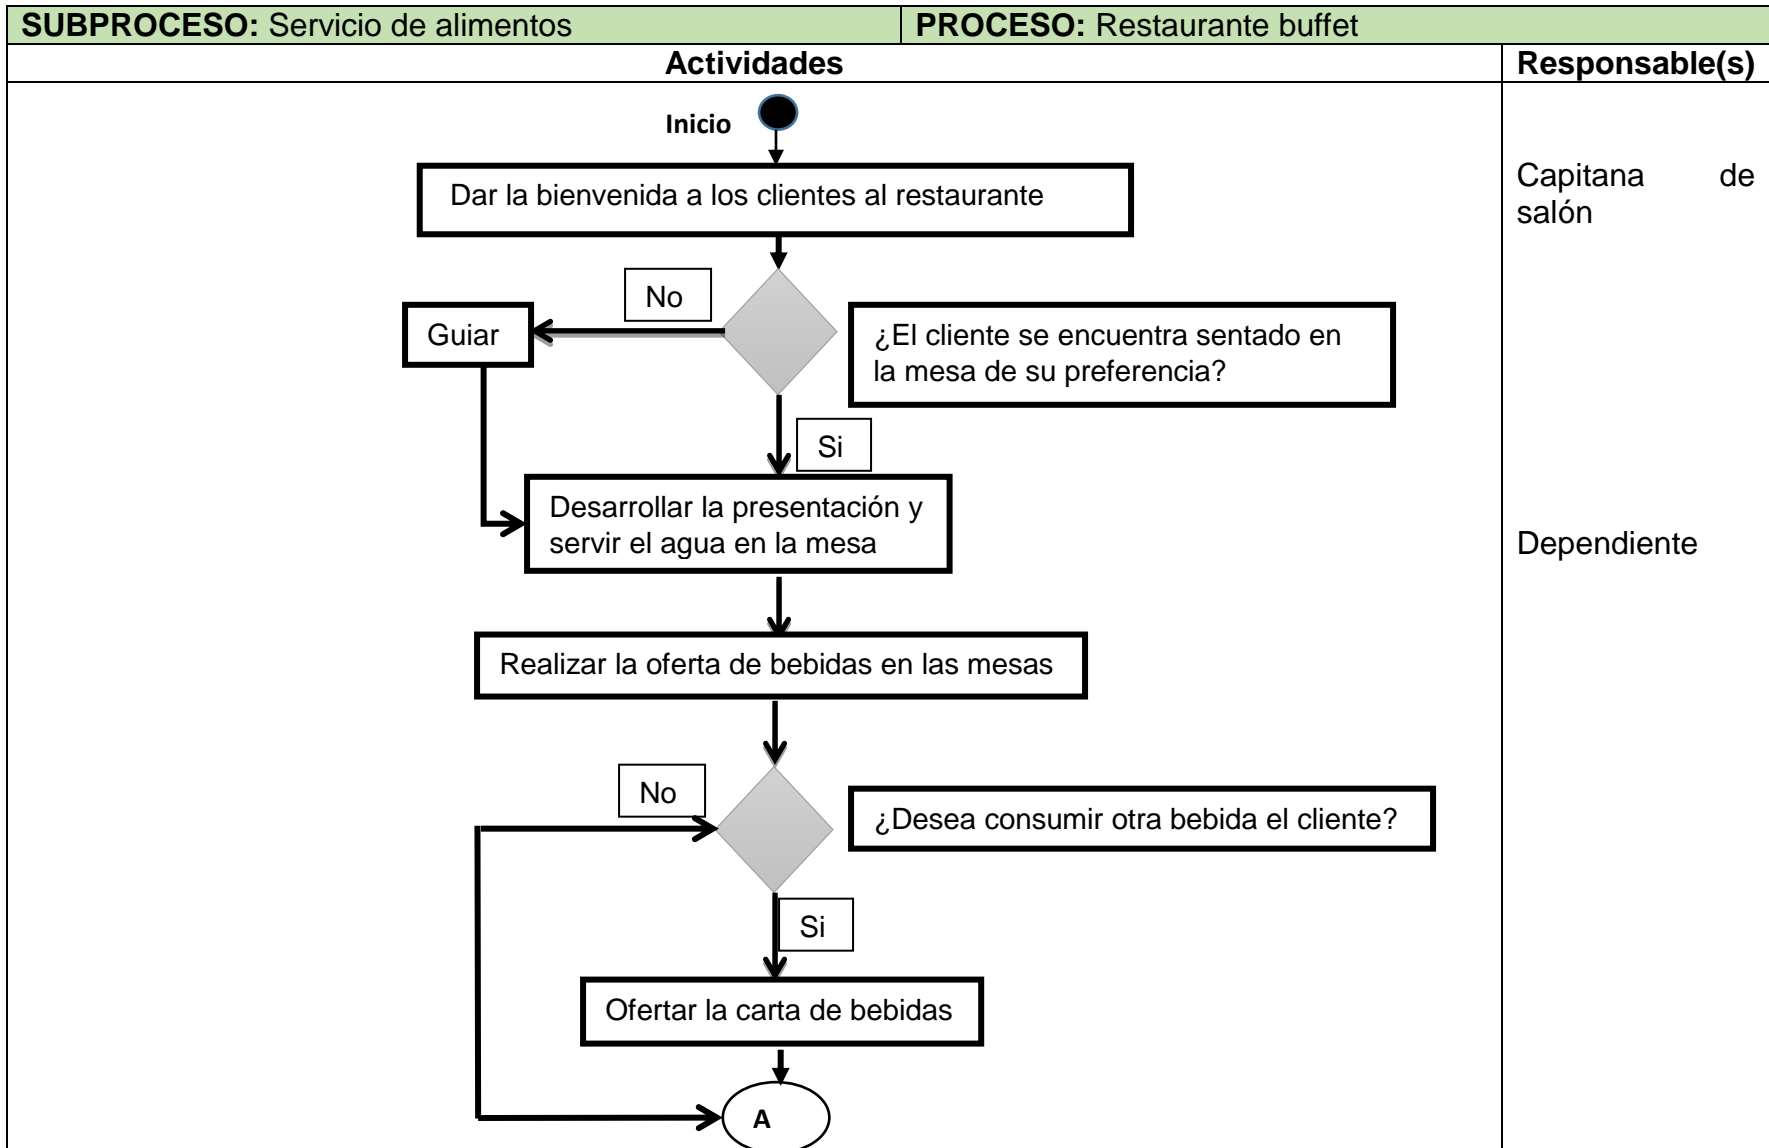 SUBPROCESO: Servicio de alimentos
PROCESO: Restaurante buffet
Actividades
Responsable(s)
Inicio
Dar la bienvenida a los clientes al restaurante
Capitana de
salón
No
Guiar
¿El cliente se encuentra sentado en
la mesa de su preferencia?
Si
Desarrollar la presentación y
servir el agua en la mesa
Dependiente
Realizar la oferta de bebidas en las mesas
No
¿Desea consumir otra bebida el cliente?
Si
Ofertar la carta de bebidas
A